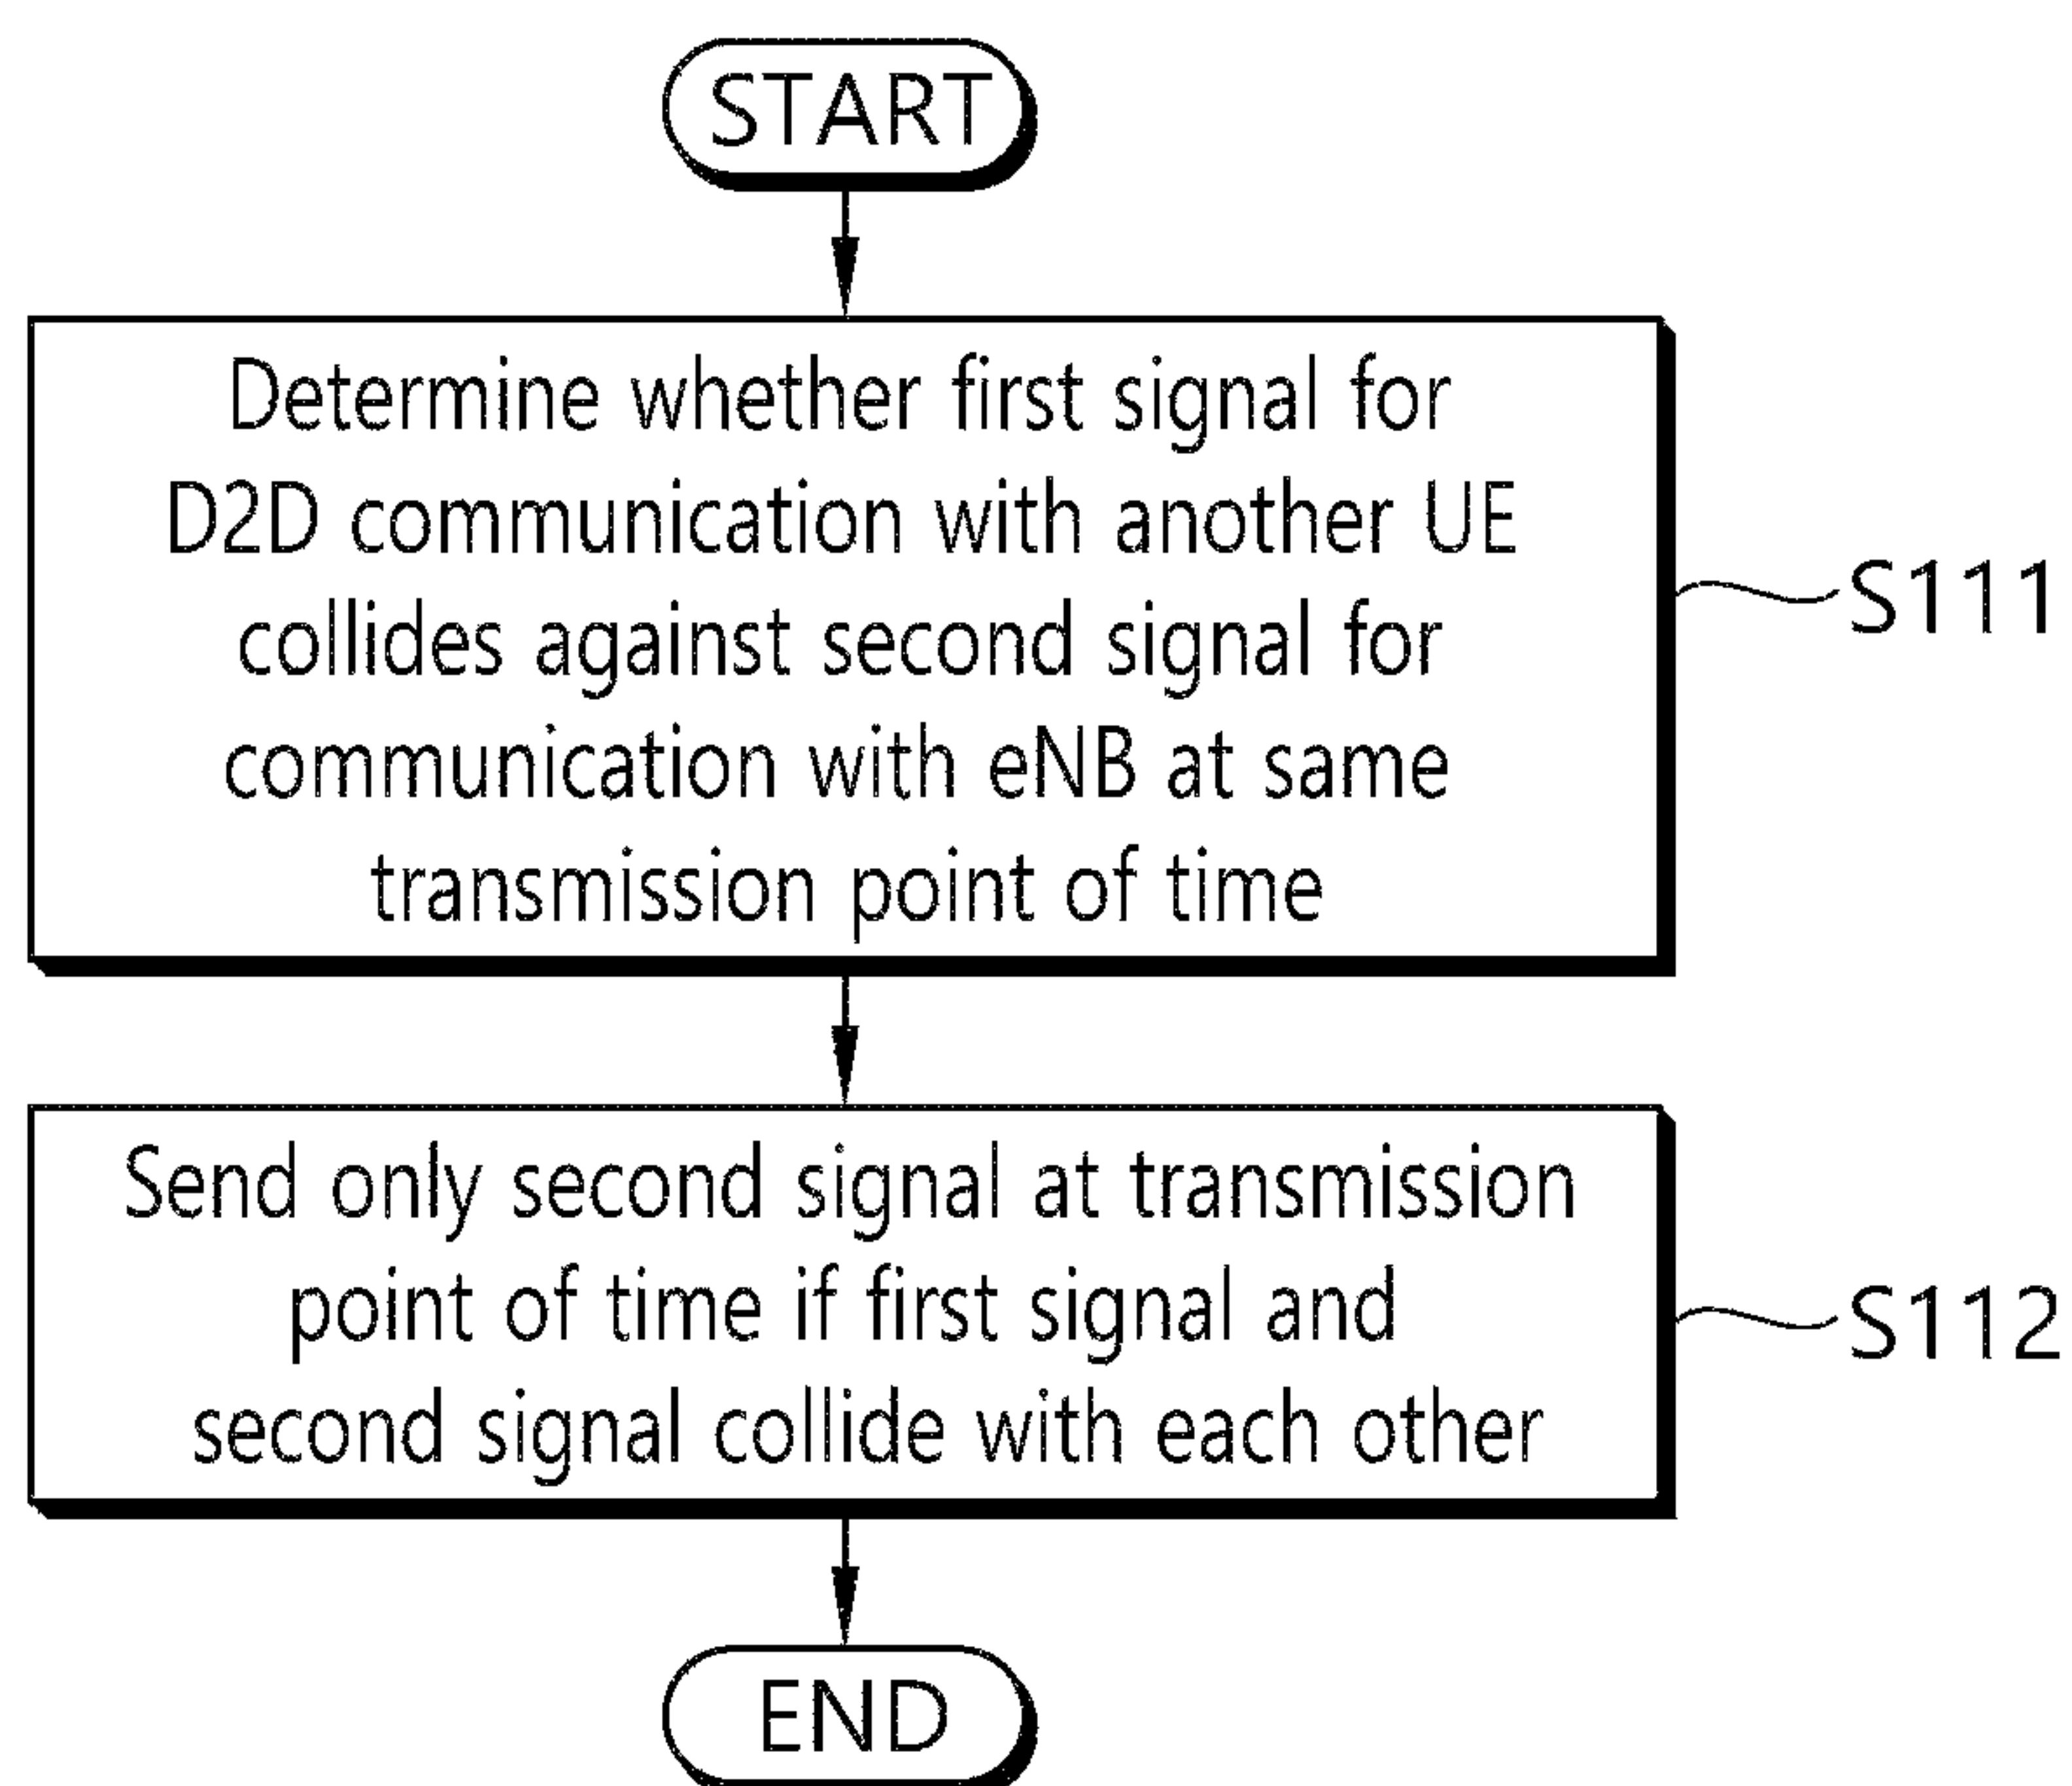 START
Determine whether first signal for
D2D communication with another UE
collides against second signal for
communication with eNB at same
transmission point of time
S111
Send only second signal at transmission
point of time if first signal and
second signal collide with each other
S112
END